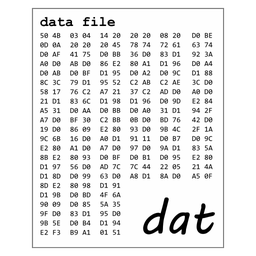 data file
50 4B 03 04 14 20 20 20 08 20 D0 BE
0D 0A 20 20 20 45 78 74 72 61 63 74
D0 AF 41 75 D0 BB 36 D0 83 D1 92 3A
A0 D0 AB D0 86 E2 80 A1 D1 96 D0 A4
D0 AB D0 BF D1 95 D0 A2 D0 9C D1 88
8C 3C 79 D1 95 52 C2 AB C2 AE 3C D0
58 17 76 C2 A7 21 37 C2 AD D0 A0 D0
21 D1 83 6C D1 98 D1 96 D0 9D E2 84
A5 31 D0 AA D0 BB D0 A0 31 D1 94 2F
A7 D0 BF 30 C2 BB 0B D0 BD 76 42 D0
19 D0 86 09 E2 80 93 D0 9B 4C 2F 1A
9C 6B 16 D0 A0 D1 91 11 D0 B7 D0 9C
E2 80 A1 D0 A7 D0 97 D0 9A D1 83 5A
8B E2 80 93 D0 BF D0 B1 D0 95 E2 80
D1 97 56 D0 AD 7C 7C 44 22 05 21 4A
D1 8D D0 99 63 D0 A8 D1 8A D0 A5 0F
8D E2 80 98 D1 91
D1 9B D0 BD 4F 6A
90 09 D0 85 5A 35
9F D0 83 D1 95 D0
9B 5E D0 B4 D1 94
E2 F3 B9 A1 01 51
dat